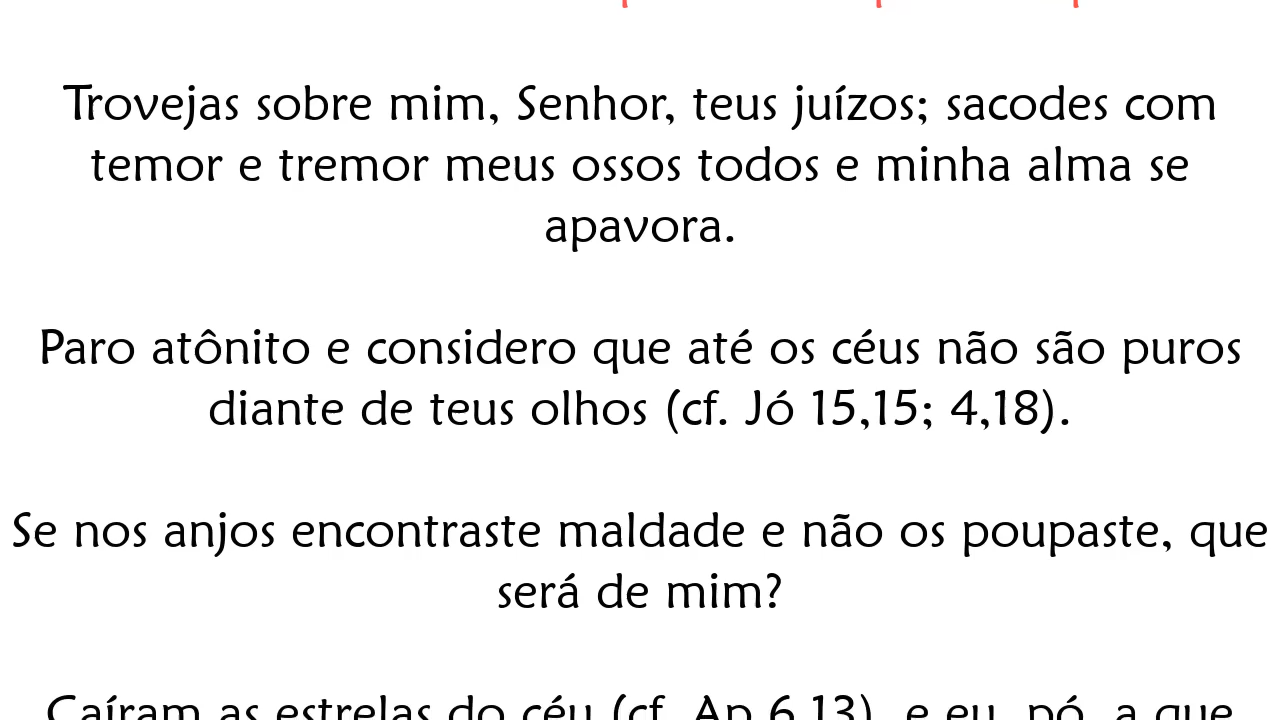 Trovejas sobre mim, Senhor, teus juízos; sacodes com
temor e tremor meus ossos todos e minha alma se
apavora.
Paro atônito e considero que até os céus não são puros
diante de teus olhos (cf. Jó 15,15; 4,18).
Se nos anjos encontraste maldade e não os poupaste, que
será de mim?
Caíram as estrelas do céu (cf. Ap 6,13), e eu, pó, a que